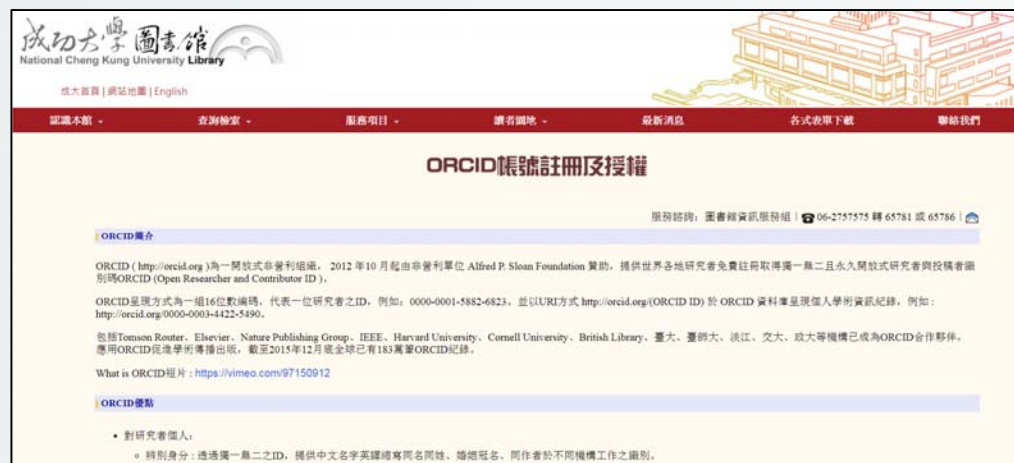 成功大學圖書館
National Cheng Kung University Library
成大首頁 | 網站地圖 | English
認識本館 查詢檢索 服務項目 讀者園地 最新消息 各式表單下載 聯絡我們
ORCID帳號註冊及授權
服務諮詢：圖書館資訊服務組 | ☎ 06-2757575 轉 65781 或 65786 |
ORCID簡介
ORCID ( http://orcid.org )為一開放式非營利組織， 2012 年10 月起由非營利單位 Alfred P. Sloan Foundation 贊助，提供世界各地研究者免費註冊取得獨一無二且永久開放式研究者與投稿者識
別碼ORCID (Open Researcher and Contributor ID )。
ORCID呈現方式為一組16位數編碼，代表一位研究者之ID，例如：0000-0001-5882-6823，並以URI方式 http://orcid.org/(ORCID ID) 於 ORCID 資料庫呈現個人學術資訊紀錄，例如：
http://orcid.org/0000-0003-4422-5490。
包括Tomson Router、Elsevier、Nature Publishing Group、IEEE、Harvard University、Cornell University、British Library、臺大、臺師大、淡江、交大、政大等機構已成為ORCID合作夥伴，
應用ORCID促進學術傳播出版，截至2015年12月底全球已有183萬筆ORCID紀錄。
What is ORCID短片 : https://vimeo.com/97150912
ORCID優點
• 對研究者個人：
◦ 辨別身分 : 透過獨一無二之ID，提供中文名字英譯縮寫同名同姓、婚姻冠名、同作者於不同機構工作之識別。